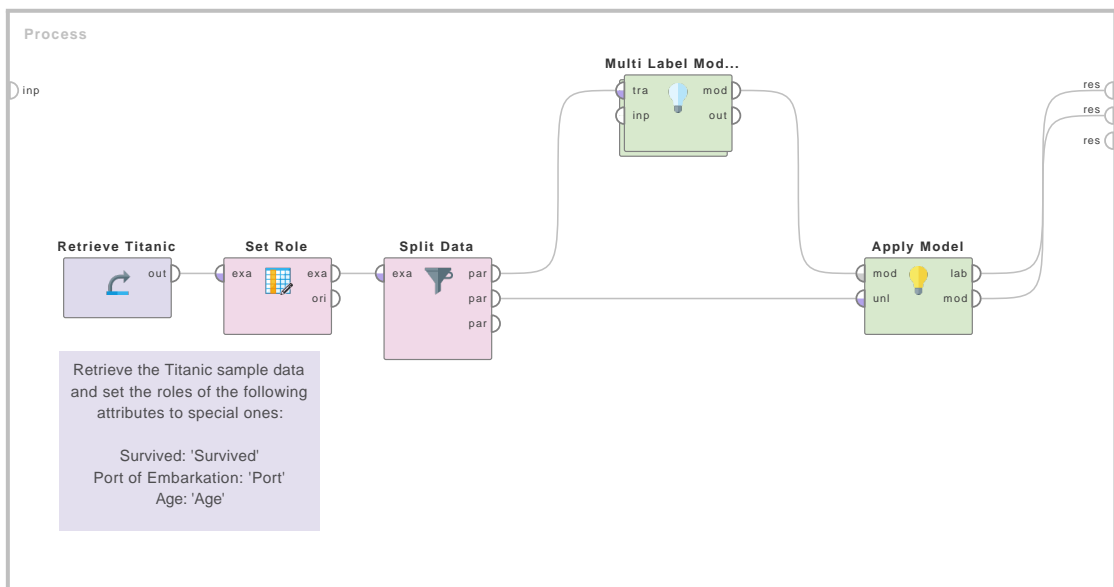 Process
inp
Multi Label Mod...
tra mod
inp out
res
res
res
Retrieve Titanic
out
Set Role
exa exa
ori
Split Data
exa par
par
par
Apply Model
mod lab
unl mod
Retrieve the Titanic sample data
and set the roles of the following
attributes to special ones:
Survived: 'Survived'
Port of Embarkation: 'Port'
Age: 'Age'